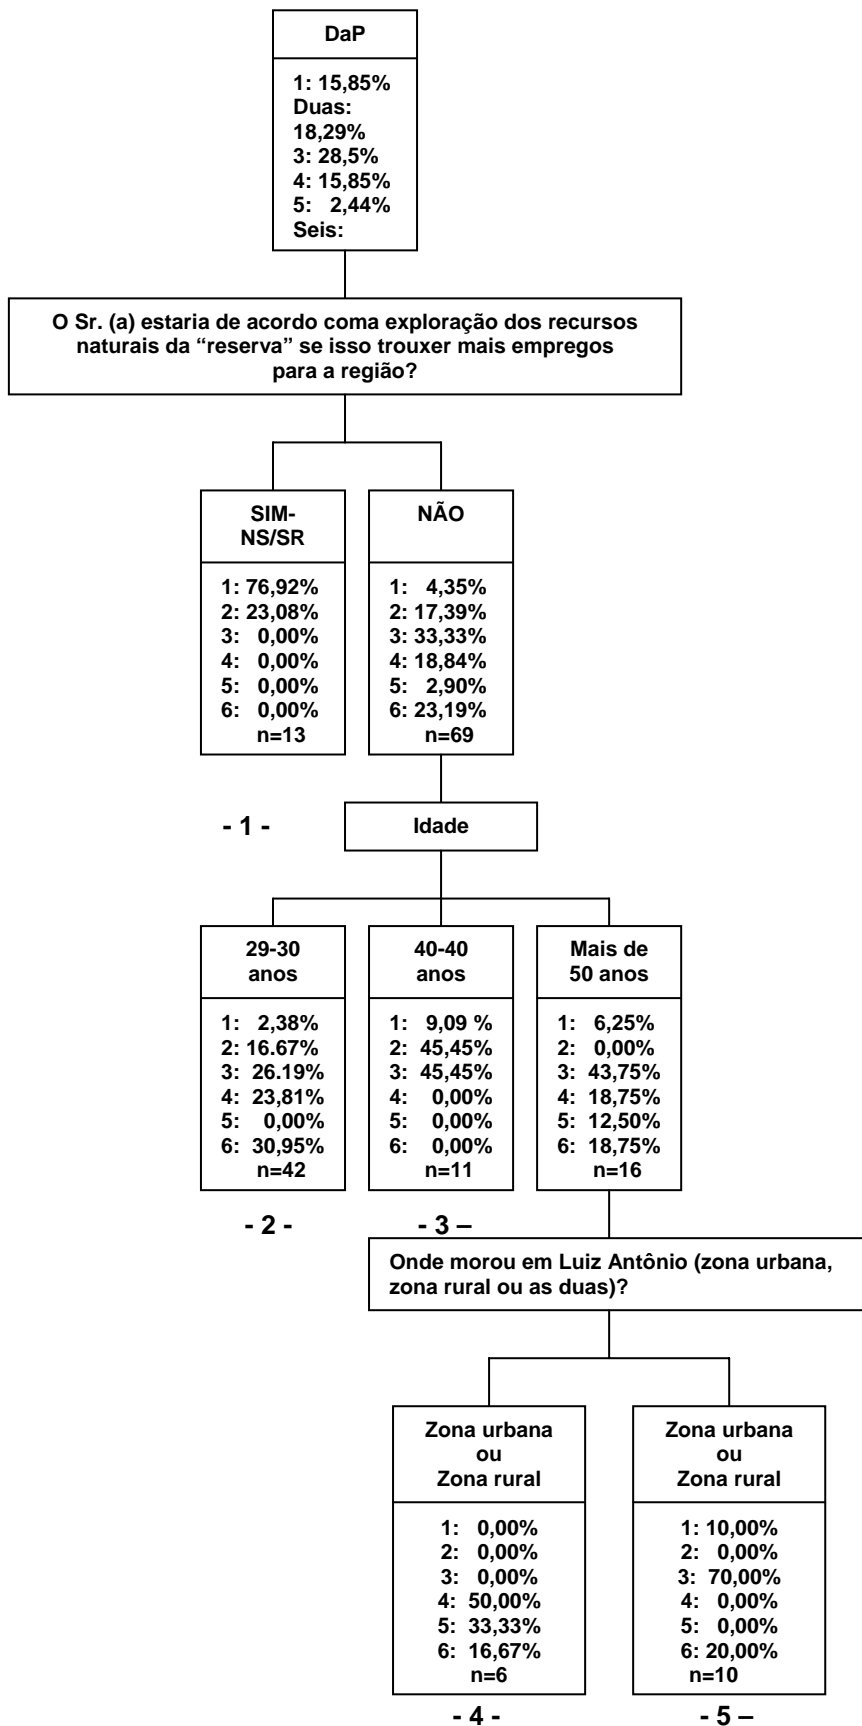 DaP
1: 15,85%
Duas:
18,29%
3: 28,5%
4: 15,85%
5: 2,44%
Seis:
O Sr. (a) estaria de acordo coma exploração dos recursos
naturais da “reserva” se isso trouxer mais empregos
para a região?
SIM-
NS/SR
1: 76,92%
2: 23,08%
3: 0,00%
4: 0,00%
5: 0,00%
6: 0,00%
n=13
NÃO
1: 4,35%
2: 17,39%
3: 33,33%
4: 18,84%
5: 2,90%
6: 23,19%
n=69
- 1 -
Idade
29-30
anos
1: 2,38%
2: 16.67%
3: 26.19%
4: 23,81%
5: 0,00%
6: 30,95%
n=42
40-40
anos
1: 9,09 %
2: 45,45%
3: 45,45%
4: 0,00%
5: 0,00%
6: 0,00%
n=11
Mais de
50 anos
1: 6,25%
2: 0,00%
3: 43,75%
4: 18,75%
5: 12,50%
6: 18,75%
n=16
- 2 -
- 3 –
Onde morou em Luiz Antônio (zona urbana,
zona rural ou as duas)?
Zona urbana
ou
Zona rural
1: 0,00%
2: 0,00%
3: 0,00%
4: 50,00%
5: 33,33%
6: 16,67%
n=6
Zona urbana
ou
Zona rural
1: 10,00%
2: 0,00%
3: 70,00%
4: 0,00%
5: 0,00%
6: 20,00%
n=10
- 4 -
- 5 –